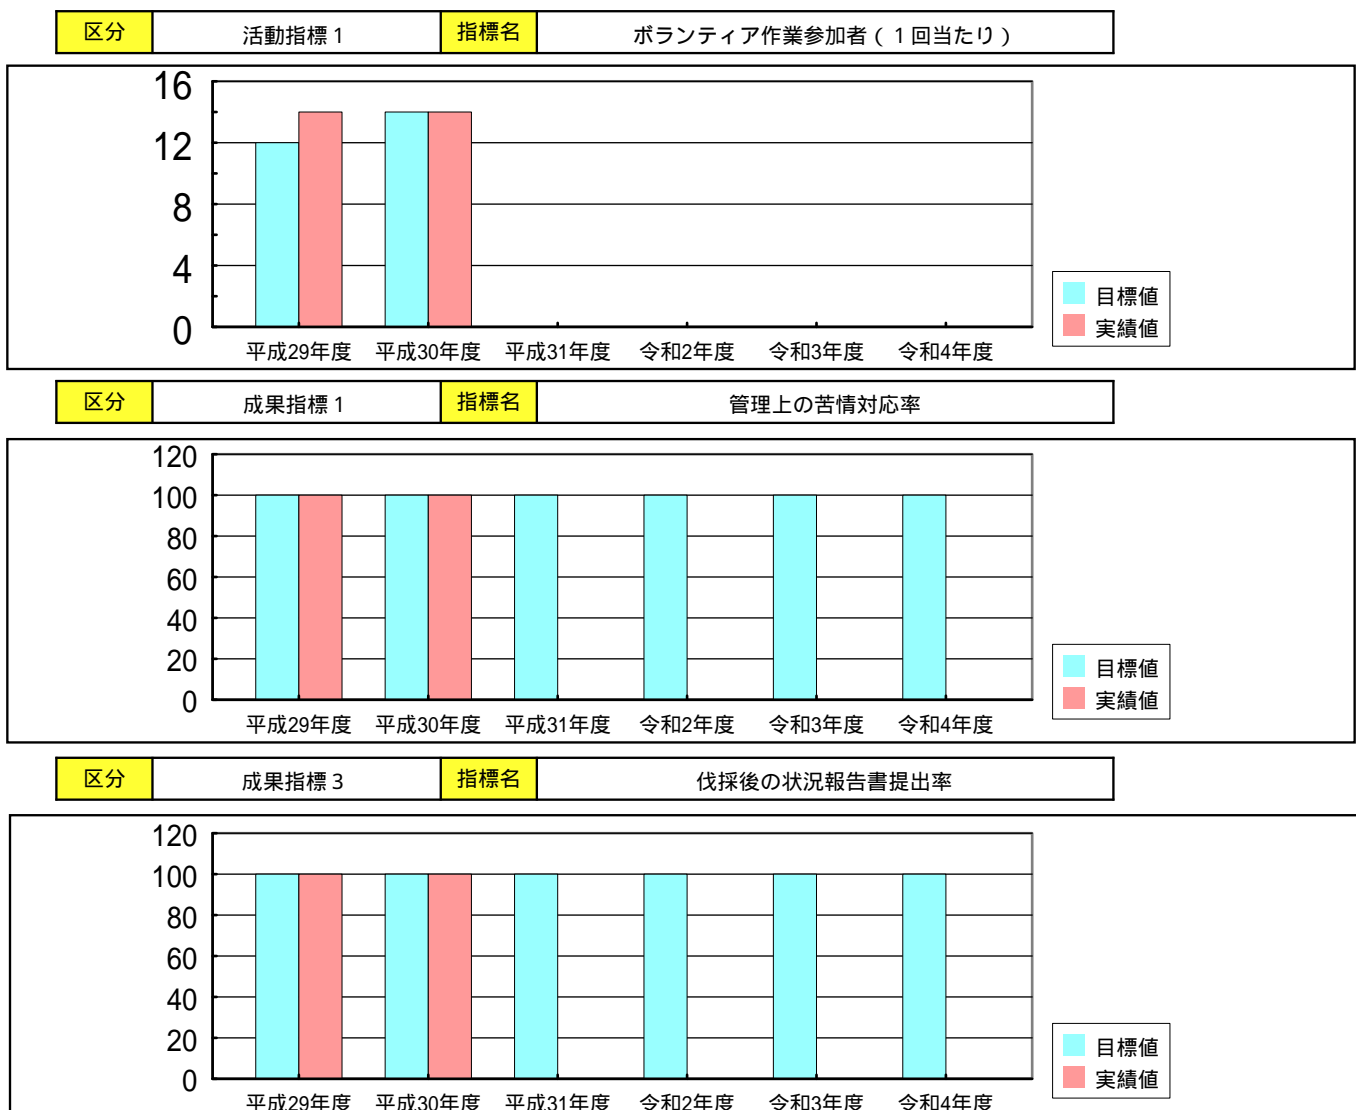 区分 活動指標1 指標名 ボランティア作業参加者(1回当たり)
16
12
8
4
0
平成29年度 平成30年度 平成31年度 令和2年度 令和3年度 令和4年度
目標値
実績値
区分 成果指標1 指標名 管理上の苦情対応率
120
100
80
60
40
20
0
平成29年度 平成30年度 平成31年度 令和2年度 令和3年度 令和4年度
目標値
実績値
区分 成果指標3 指標名 伐採後の状況報告書提出率
120
100
80
60
40
20
0
平成29年度 平成30年度 平成31年度 令和2年度 令和3年度 令和4年度
目標値
実績値